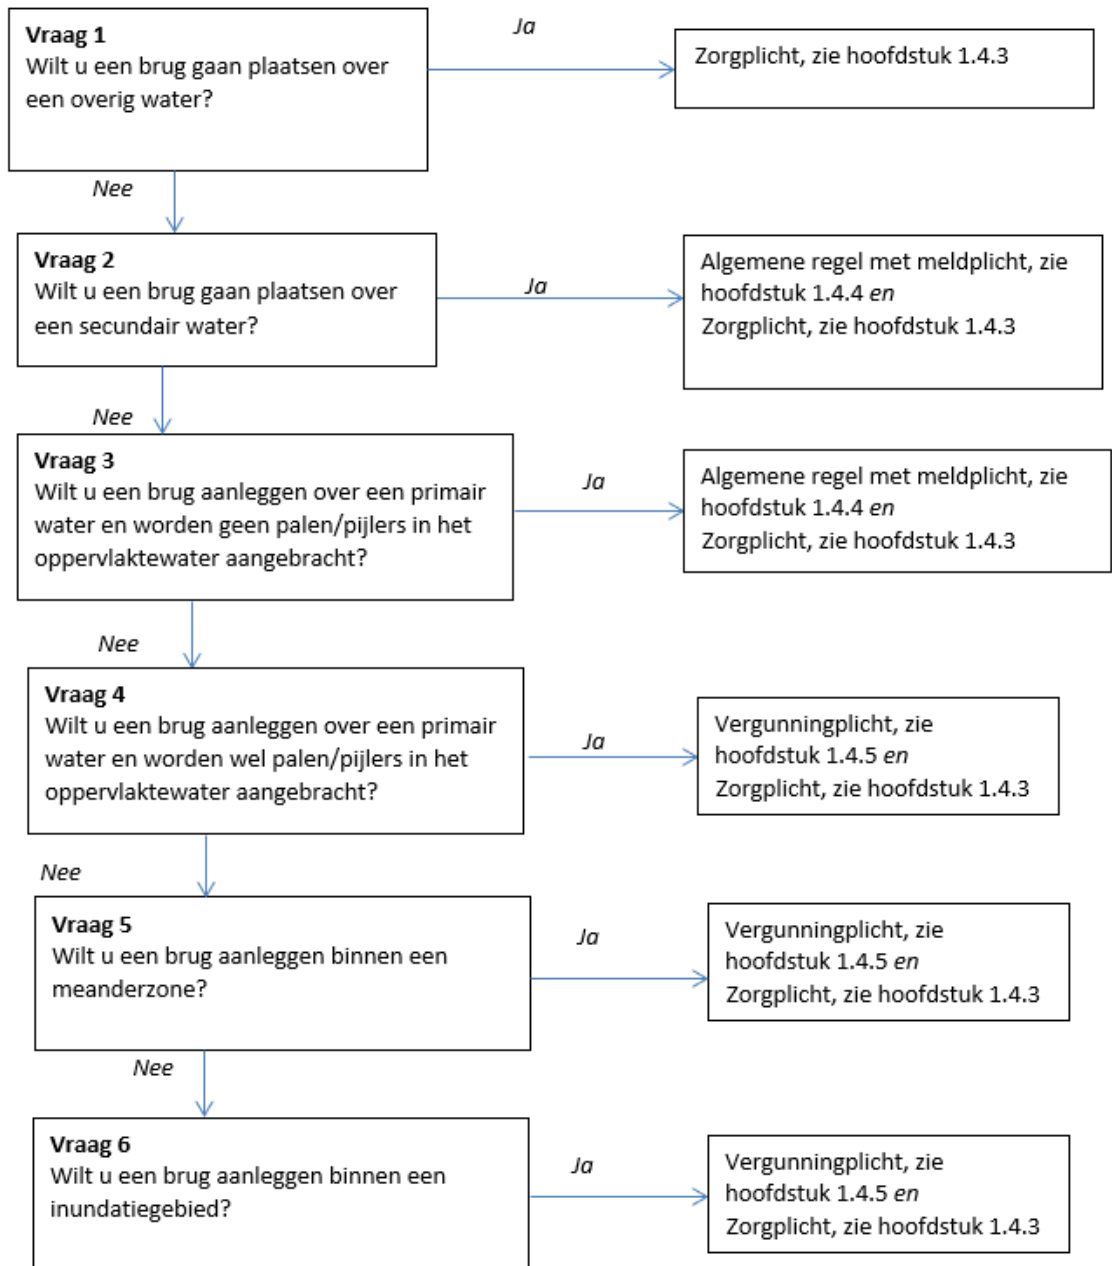 Vraag 1
Wilt u een brug gaan plaatsen over
een overig water?
Ja
Zorgplicht, zie hoofdstuk 1.4.3
Nee
Vraag 2
Wilt u een brug gaan plaatsen over
een secundair water?
Ja
Algemene regel met meldplicht, zie
hoofdstuk 1.4.4 en
Zorgplicht, zie hoofdstuk 1.4.3
Nee
Vraag 3
Wilt u een brug aanleggen over een primair
water en worden geen palen/pijlers in het
oppervlaktewater aangebracht?
Ja
Algemene regel met meldplicht, zie
hoofdstuk 1.4.4 en
Zorgplicht, zie hoofdstuk 1.4.3
Nee
Vraag 4
Wilt u een brug aanleggen over een primair
water en worden wel palen/pijlers in het
oppervlaktewater aangebracht?
Ja
Vergunningplicht, zie
hoofdstuk 1.4.5 en
Zorgplicht, zie hoofdstuk 1.4.3
Nee
Vraag 5
Wilt u een brug aanleggen binnen een
meanderzone?
Ja
Vergunningplicht, zie
hoofdstuk 1.4.5 en
Zorgplicht, zie hoofdstuk 1.4.3
Nee
Vraag 6
Wilt u een brug aanleggen binnen een
inundatiegebied?
Ja
Vergunningplicht, zie
hoofdstuk 1.4.5 en
Zorgplicht, zie hoofdstuk 1.4.3